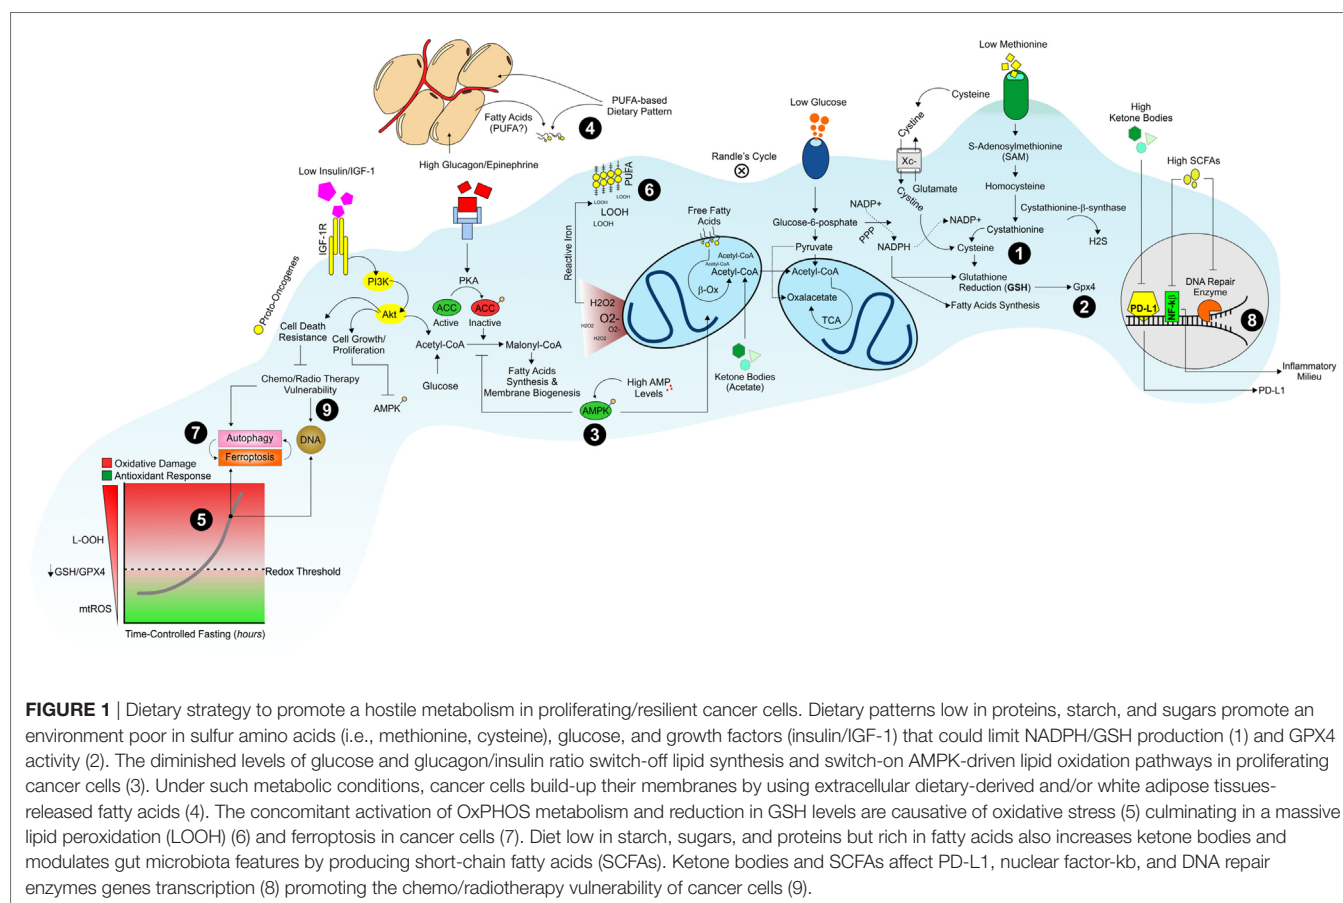 Low Methionine
PUFA-based
Dietary Pattern
Fatty Acids
(PUFA?)
4
High Glucagon/Epinephrine
Low Insulin/IGF-1
IGF-1R
Proto-Oncogenes
PI3K
Akt
Cell Death
Resistance
Cell Growth/
Proliferation
Chemo/Radio Therapy
Vulnerability
9
AMPK
7
Autophagy
Ferroptosis
DNA
PKA
ACC
Active
ACC
Inactive
Acetyl-CoA
Malonyl-CoA
Glucose
Fatty Acids
Synthesis &
Membrane Biogenesis
High AMP
Levels
AMPK
3
PUFA
6
LOOH
LOOH
LOOH
LOOH
Reactive Iron
H2O2
O2-
H2O2
O2-
H2O2
Randle's Cycle
Free Fatty
Acids
Acetyl-CoA
Acetyl-CoA
Acetyl-CoA
Acetyl-CoA
β-Ox
Ketone Bodies
(Acetate)
Low Glucose
Glucose-6-posphate
PPP
NADP+
NADPH
NADP+
Pyruvate
Acetyl-CoA
Oxalacetate
TCA
Cysteine
Cystine
Xc-
Glutamate
Cystine
S-Adenosylmethionine
(SAM)
Homocysteine
Cystathionine-β-synthase
Cystathionine
H2S
Cysteine
1
Glutathione
Reduction (GSH)
Gpx4
2
Fatty Acids Synthesis
High
Ketone Bodies
High SCFAs
DNA Repair
Enzyme
PD-L1
NF-kβ
8
Inflammatory
Milieu
PD-L1
Oxidative Damage
Antioxidant Response
5
L-OOH
GSH/GPX4
mtROS
Redox Threshold
Time-Controlled Fasting (hours)
FIGURE 1 | Dietary strategy to promote a hostile metabolism in proliferating/resilient cancer cells. Dietary patterns low in proteins, starch, and sugars promote an
environment poor in sulfur amino acids (i.e., methionine, cysteine), glucose, and growth factors (insulin/IGF-1) that could limit NADPH/GSH production (1) and GPX4
activity (2). The diminished levels of glucose and glucagon/insulin ratio switch-off lipid synthesis and switch-on AMPK-driven lipid oxidation pathways in proliferating
cancer cells (3). Under such metabolic conditions, cancer cells build-up their membranes by using extracellular dietary-derived and/or white adipose tissues-
released fatty acids (4). The concomitant activation of OxPHOS metabolism and reduction in GSH levels are causative of oxidative stress (5) culminating in a massive
lipid peroxidation (LOOH) (6) and ferroptosis in cancer cells (7). Diet low in starch, sugars, and proteins but rich in fatty acids also increases ketone bodies and
modulates gut microbiota features by producing short-chain fatty acids (SCFAs). Ketone bodies and SCFAs affect PD-L1, nuclear factor-kb, and DNA repair
enzymes genes transcription (8) promoting the chemo/radiotherapy vulnerability of cancer cells (9).